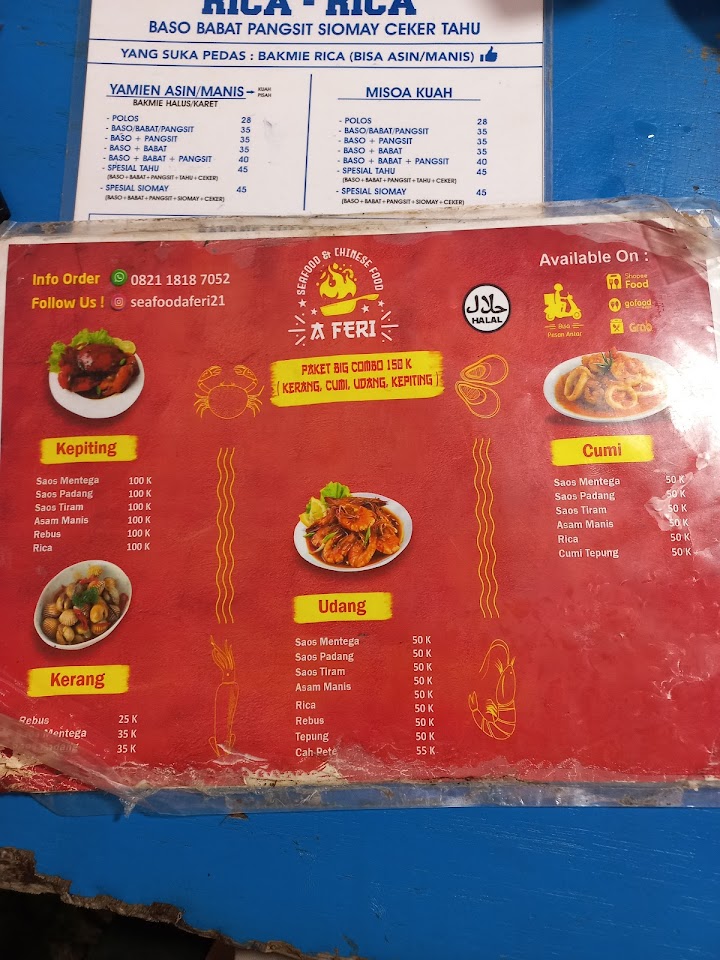 RICA - RICA
BASO BABAT PANGSIT SIOMAY CEKER TAHU
YANG SUKA PEDAS : BAKMIE RICA (BISA ASIN/MANIS)
YAMIEN ASIN/MANIS
KUAH
PISAH
BAKMIE HALUS/KARET
- POLOS 28
- BASO/BABAT/PANGSIT 35
- BASO + PANGSIT 35
- BASO + BABAT 35
- BASO + BABAT + PANGSIT 40
- SPESIAL TAHU 45
(BASO+BABAT+PANGSIT+TAHU+CEKER)
- SPESIAL SIOMAY 45
(BASO+BABAT+PANGSIT+SIOMAY+CEKER)
MISOA KUAH
- POLOS 28
- BASO/BABAT/PANGSIT 35
- BASO + PANGSIT 35
- BASO + BABAT 35
- BASO + BABAT + PANGSIT 40
- SPESIAL TAHU 45
(BASO+BABAT+PANGSIT+TAHU+CEKER)
- SPESIAL SIOMAY 45
(BASO+BABAT+PANGSIT+SIOMAY+CEKER)
Info Order 0821 1818 7052
Follow Us ! seafoodaferi21
SEAFOOD & CHINESE FOOD
A FERI
حلال
HALAL
Available On :
Bisa
Pesan Antar
Shopee
Food
gofood
Grab
PAKET BIG COMBO 150 K
( KERANG, CUMI, UDANG, KEPITING )
Kepiting
Saos Mentega 100 K
Saos Padang 100 K
Saos Tiram 100 K
Asam Manis 100 K
Rebus 100 K
Rica 100 K
Kerang
Rebus 25 K
Mentega 35 K
35 K
Udang
Saos Mentega 50 K
Saos Padang 50 K
Saos Tiram 50 K
Asam Manis 50 K
Rica 50 K
Rebus 50 K
Tepung 50 K
Cah Pete 55 K
Cumi
Saos Mentega 50 K
Saos Padang 50 K
Saos Tiram 50 K
Asam Manis 50 K
Rica 50 K
Cumi Tepung 50 K